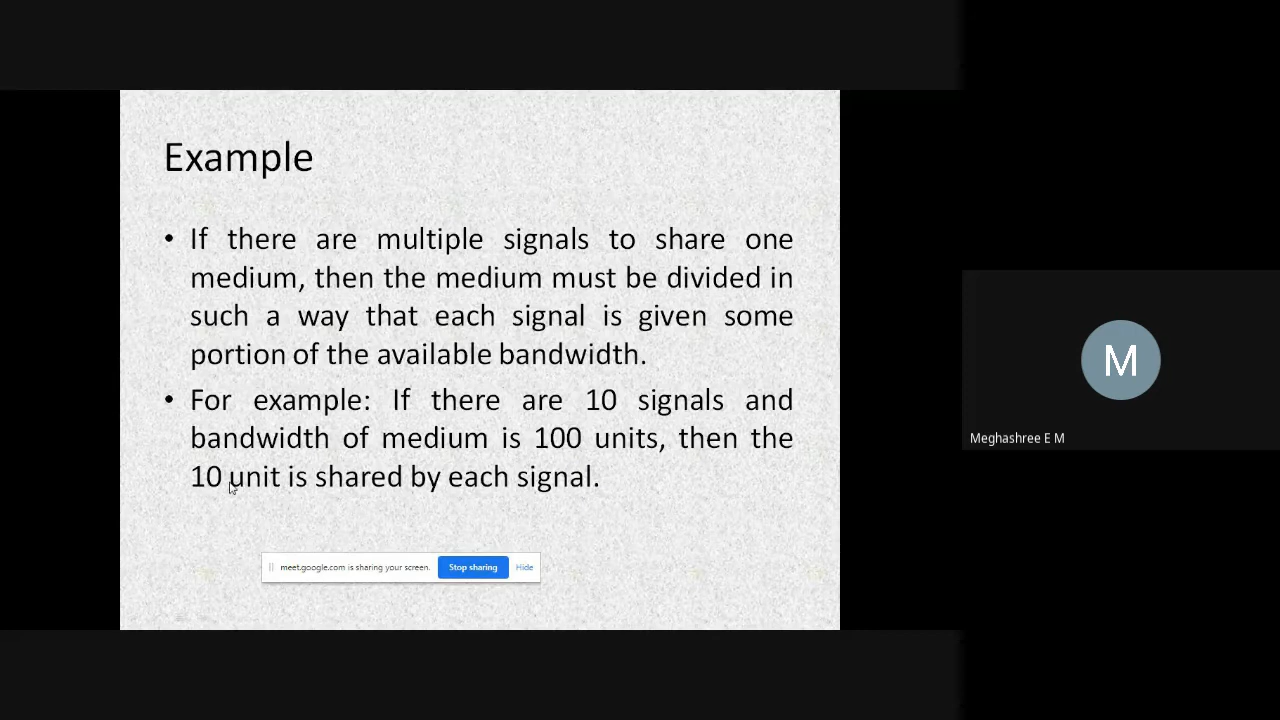 Example
• If there are multiple signals to share one
medium, then the medium must be divided in
such a way that each signal is given some
portion of the available bandwidth.
• For example: If there are 10 signals and
bandwidth of medium is 100 units, then the
10 unit is shared by each signal.
meet.google.com is sharing your screen. Stop sharing Hide
M
Meghashree E M